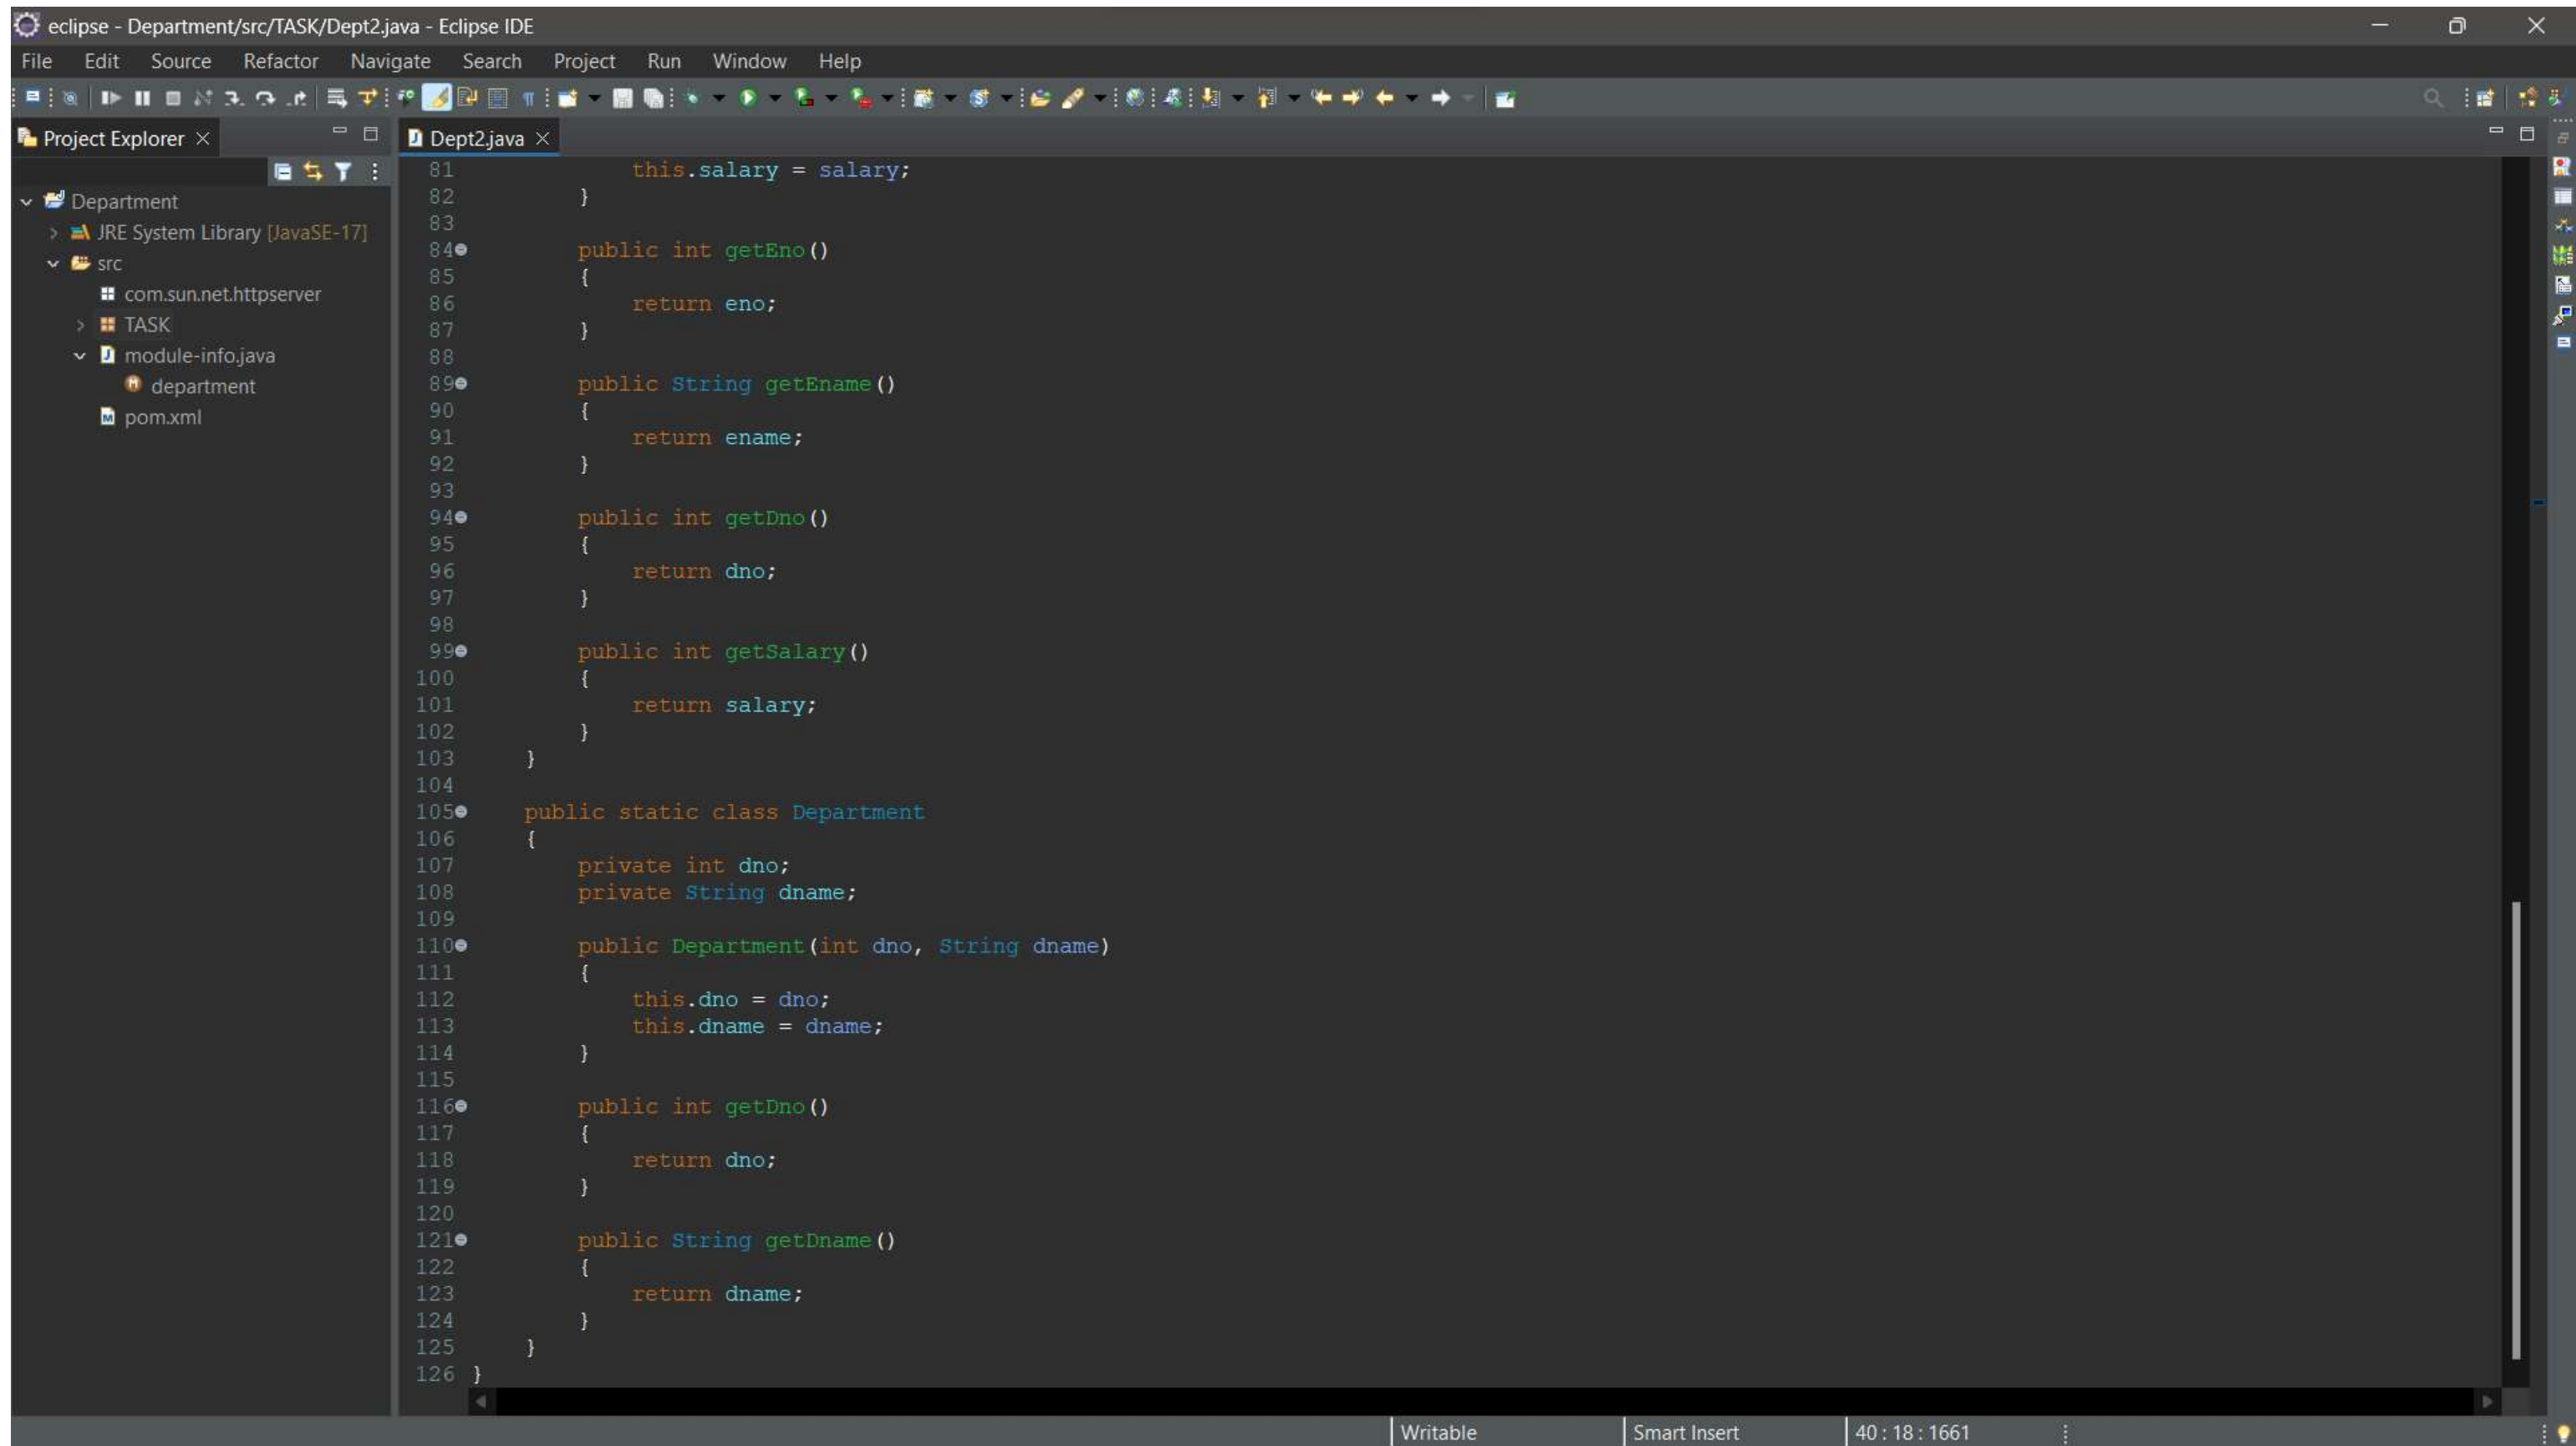 eclipse - Department/src/TASK/Dept2.java - Eclipse IDE
File Edit Source Refactor Navigate Search Project Run Window Help
Project Explorer
Department
JRE System Library [JavaSE-17]
src
com.sun.net.httpserver
TASK
module-info.java
department
pom.xml
Dept2.java
81 this.salary = salary;
82 }
83
84 public int getEno()
85 {
86 return eno;
87 }
88
89 public String getEname()
90 {
91 return ename;
92 }
93
94 public int getDno()
95 {
96 return dno;
97 }
98
99 public int getSalary()
100 {
101 return salary;
102 }
103 }
104
105 public static class Department
106 {
107 private int dno;
108 private String dname;
109
110 public Department(int dno, String dname)
111 {
112 this.dno = dno;
113 this.dname = dname;
114 }
115
116 public int getDno()
117 {
118 return dno;
119 }
120
121 public String getDname()
122 {
123 return dname;
124 }
125 }
126 }
Writable Smart Insert 40 : 18 : 1661